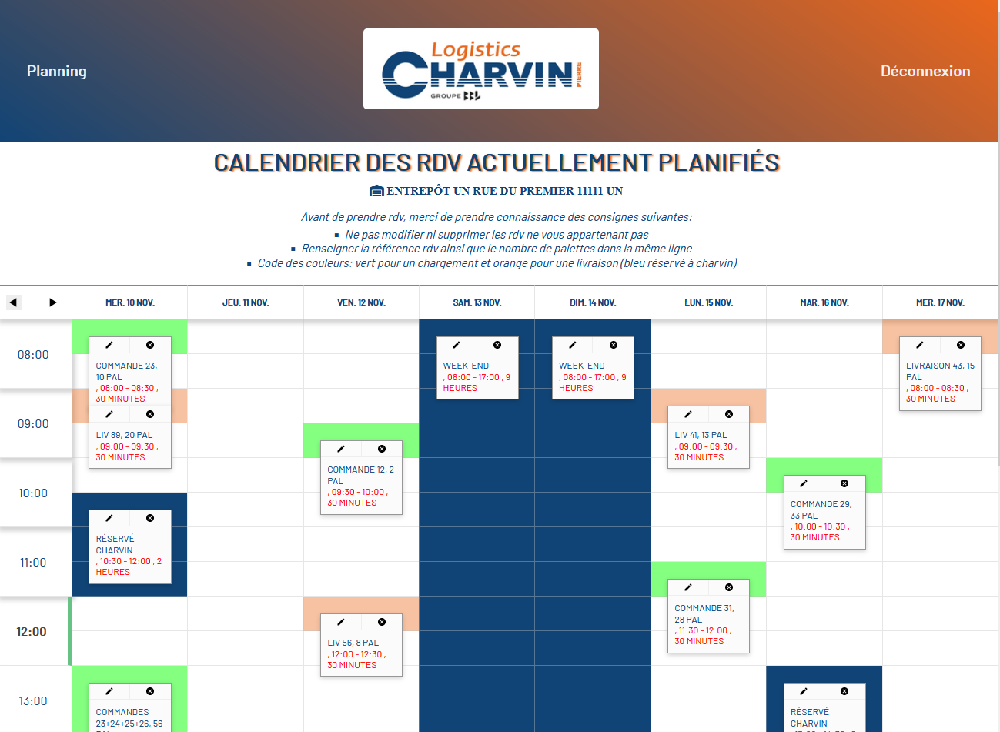 Planning
Logistics
CHARVIN
PIERRE
GROUPE BBL
Déconnexion
CALENDRIER DES RDV ACTUELLEMENT PLANIFIÉS
ENTREPÔT UN RUE DU PREMIER 11111 UN
Avant de prendre rdv, merci de prendre connaissance des consignes suivantes:
▪ Ne pas modifier ni supprimer les rdv ne vous appartenant pas
▪ Renseigner la référence rdv ainsi que le nombre de palettes dans la même ligne
▪ Code des couleurs: vert pour un chargement et orange pour une livraison (bleu réservé à charvin)
MER. 10 NOV.
JEU. 11 NOV.
VEN. 12 NOV.
SAM. 13 NOV.
DIM. 14 NOV.
LUN. 15 NOV.
MAR. 16 NOV.
MER. 17 NOV.
08:00
09:00
10:00
11:00
12:00
13:00
COMMANDE 23,
10 PAL
, 08:00 - 08:30 ,
30 MINUTES
LIV 89, 20 PAL
, 09:00 - 09:30 ,
30 MINUTES
RÉSERVÉ
CHARVIN
, 10:30 - 12:00 , 2
HEURES
COMMANDES
23+24+25+26, 56
COMMANDE 12, 2
PAL
, 09:30 - 10:00 ,
30 MINUTES
LIV 56, 8 PAL
, 12:00 - 12:30 ,
30 MINUTES
WEEK-END
, 08:00 - 17:00 , 9
HEURES
WEEK-END
, 08:00 - 17:00 , 9
HEURES
LIV 41, 13 PAL
, 09:00 - 09:30 ,
30 MINUTES
COMMANDE 31,
28 PAL
, 11:30 - 12:00 ,
30 MINUTES
COMMANDE 29,
33 PAL
, 10:00 - 10:30 ,
30 MINUTES
RÉSERVÉ
CHARVIN
LIVRAISON 43, 15
PAL
, 08:00 - 08:30 ,
30 MINUTES